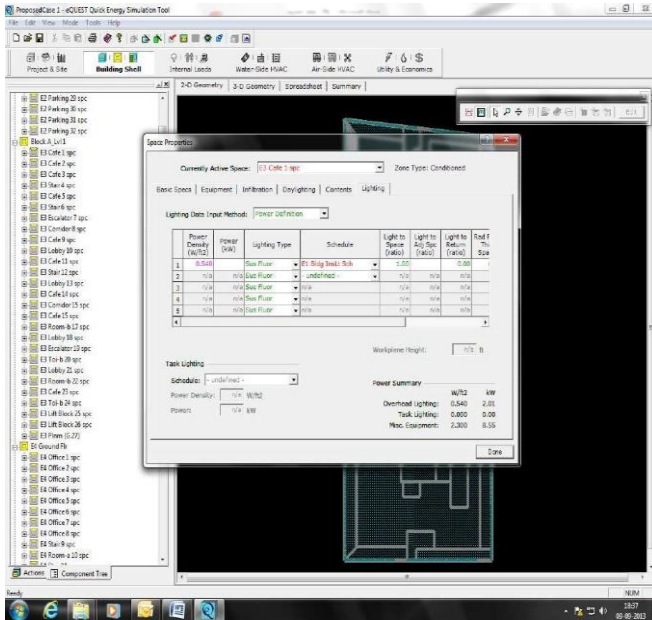 ProposedCase 1 - eQUEST Quick Energy Simulation Tool
File Edit View Mode Tools Help
Project & Site
Building Shell
Internal Loads
Water-Side HVAC
Air-Side HVAC
Utility & Economics
2-D Geometry
3-D Geometry
Spreadsheet
Summary
E2 Parking 29 spc
E2 Parking 30 spc
E2 Parking 31 spc
E2 Parking 32 spc
Block A_Lvl1
E3 Cafe 1 spc
E3 Cafe 2 spc
E3 Cafe 3 spc
E3 Stair 4 spc
E3 Cafe 5 spc
E3 Stair 6 spc
E3 Escalator 7 spc
E3 Corridor 8 spc
E3 Cafe 9 spc
E3 Lobby 10 spc
E3 Cafe 11 spc
E3 Stair 12 spc
E3 Lobby 13 spc
E3 Cafe 14 spc
E3 Corridor 15 spc
E3 Cafe 15 spc
E3 Room-b 17 spc
E3 Lobby 18 spc
E3 Escalator 19 spc
E3 Toi-b 20 spc
E3 Lobby 21 spc
E3 Room-b 22 spc
E3 Cafe 23 spc
E3 Toi-b 24 spc
E3 Lift Block 25 spc
E3 Lift Block 26 spc
E3 Plnm (G.27)
E4 Ground Flr
E4 Office 1 spc
E4 Office 2 spc
E4 Office 3 spc
E4 Office 4 spc
E4 Office 5 spc
E4 Office 6 spc
E4 Office 7 spc
E4 Office 8 spc
E4 Stair 9 spc
E4 Room-a 10 spc
Actions
Component Tree
Space Properties
Currently Active Space: E3 Cafe 1 spc
Zone Type: Conditioned
Basic Specs Equipment Infiltration Daylighting Contents Lighting
Lighting Data Input Method: Power Definition
Power Density (W/ft2) Power (kW) Lighting Type Schedule Light to Space (ratio) Light to Adj Spc (ratio) Light to Return (ratio)
1 0.540 Sus Fluor E1 Bldg InsLt Sch 1.00 0.00
2 n/a n/a Sus Fluor - undefined - n/a n/a n/a
3 n/a n/a Sus Fluor n/a n/a n/a n/a
4 n/a n/a Sus Fluor n/a n/a n/a n/a
5 n/a n/a Sus Fluor n/a n/a n/a n/a
Workplane Height: n/a ft
Task Lighting
Schedule: - undefined -
Power Density: n/a W/ft2
Power: n/a kW
Power Summary
W/ft2 kW
Overhead Lighting: 0.540 2.01
Task Lighting: 0.000 0.00
Misc. Equipment: 2.300 8.55
Done
Ready
NUM
18:37
09-09-2013